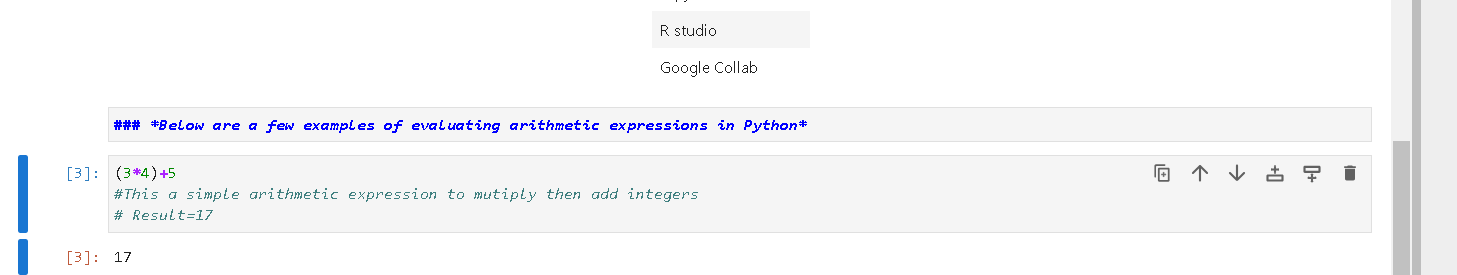 R studio
Google Collab
### *Below are a few examples of evaluating arithmetic expressions in Python*
[3]: (3*4)+5
#This a simple arithmetic expression to mutiply then add integers
# Result=17
[3]: 17